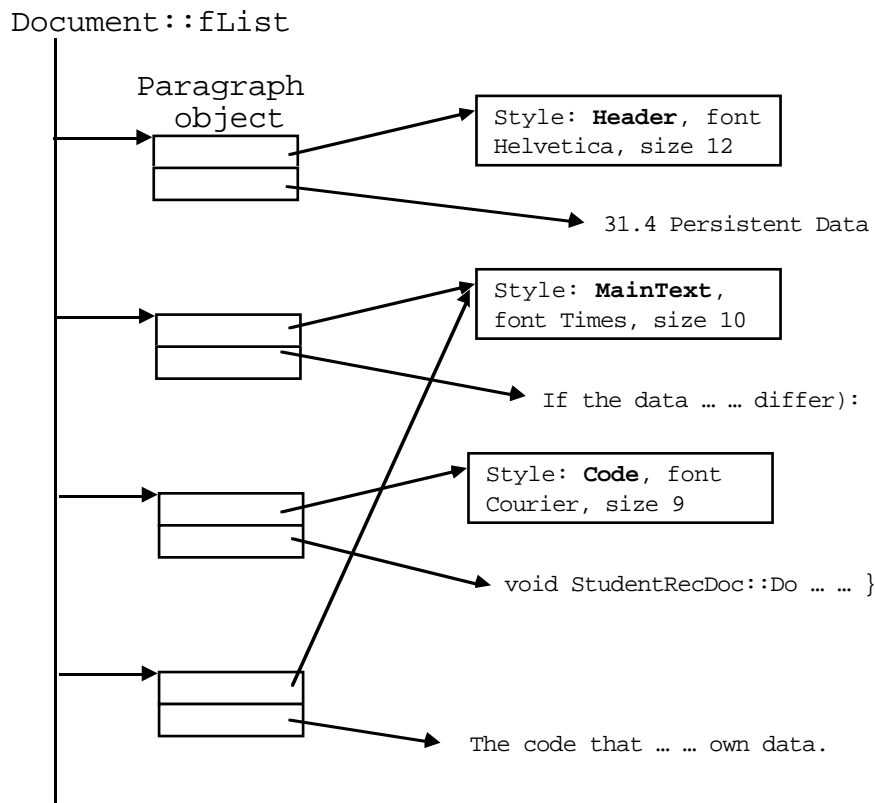 Document::fList
Paragraph
object
Style: Header, font
Helvetica, size 12
31.4 Persistent Data
Style: MainText,
font Times, size 10
If the data … … differ):
Style: Code, font
Courier, size 9
void StudentRecDoc::Do … … }
The code that … … own data.